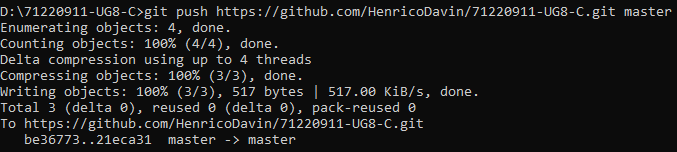 D:\71220911-UG8-C>git push https://github.com/HenricoDavin/71220911-UG8-C.git master
Enumerating objects: 4, done.
Counting objects: 100% (4/4), done.
Delta compression using up to 4 threads
Compressing objects: 100% (3/3), done.
Writing objects: 100% (3/3), 517 bytes | 517.00 KiB/s, done.
Total 3 (delta 0), reused 0 (delta 0), pack-reused 0
To https://github.com/HenricoDavin/71220911-UG8-C.git
   be36773..21eca31  master -> master